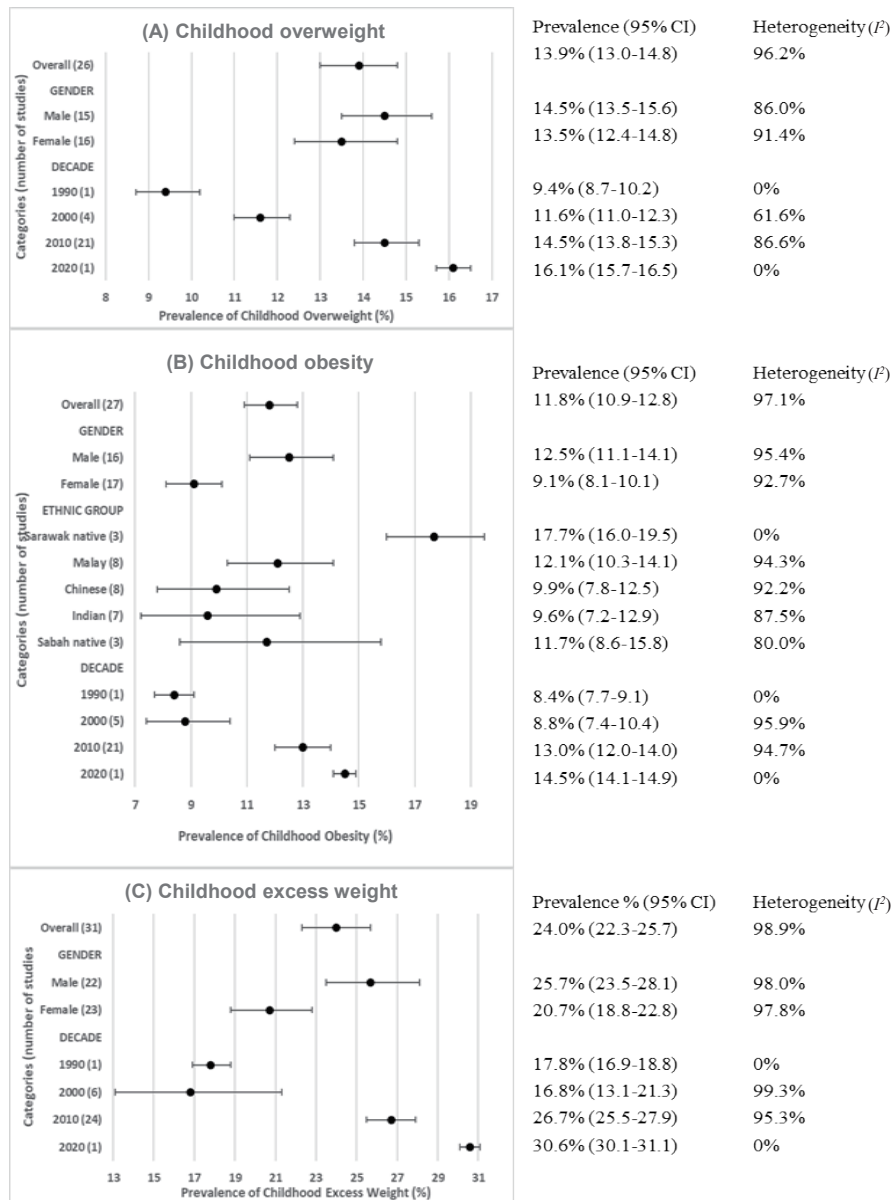 (A) Childhood overweight
Prevalence (95% CI) Heterogeneity (I²)
Overall (26) 13.9% (13.0-14.8) 96.2%
GENDER
Male (15) 14.5% (13.5-15.6) 86.0%
Female (16) 13.5% (12.4-14.8) 91.4%
DECADE
1990 (1) 9.4% (8.7-10.2) 0%
2000 (4) 11.6% (11.0-12.3) 61.6%
2010 (21) 14.5% (13.8-15.3) 86.6%
2020 (1) 16.1% (15.7-16.5) 0%
Categories (number of studies)
8 9 10 11 12 13 14 15 16 17
Prevalence of Childhood Overweight (%)
(B) Childhood obesity
Prevalence (95% CI) Heterogeneity (I²)
Overall (27) 11.8% (10.9-12.8) 97.1%
GENDER
Male (16) 12.5% (11.1-14.1) 95.4%
Female (17) 9.1% (8.1-10.1) 92.7%
ETHNIC GROUP
Sarawak native (3) 17.7% (16.0-19.5) 0%
Malay (8) 12.1% (10.3-14.1) 94.3%
Chinese (8) 9.9% (7.8-12.5) 92.2%
Indian (7) 9.6% (7.2-12.9) 87.5%
Sabah native (3) 11.7% (8.6-15.8) 80.0%
DECADE
1990 (1) 8.4% (7.7-9.1) 0%
2000 (5) 8.8% (7.4-10.4) 95.9%
2010 (21) 13.0% (12.0-14.0) 94.7%
2020 (1) 14.5% (14.1-14.9) 0%
Categories (number of studies)
7 9 11 13 15 17 19
Prevalence of Childhood Obesity (%)
(C) Childhood excess weight
Prevalence % (95% CI) Heterogeneity (I²)
Overall (31) 24.0% (22.3-25.7) 98.9%
GENDER
Male (22) 25.7% (23.5-28.1) 98.0%
Female (23) 20.7% (18.8-22.8) 97.8%
DECADE
1990 (1) 17.8% (16.9-18.8) 0%
2000 (6) 16.8% (13.1-21.3) 99.3%
2010 (24) 26.7% (25.5-27.9) 95.3%
2020 (1) 30.6% (30.1-31.1) 0%
Categories (number of studies
13 15 17 19 21 23 25 27 29 31
Prevalence of Childhood Excess Weight (%)